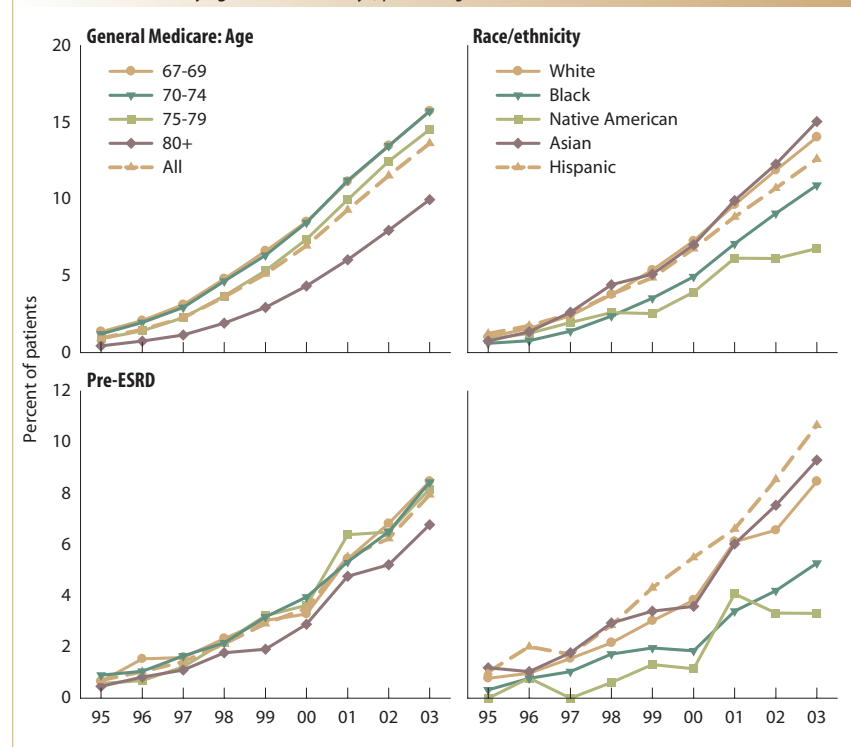 General Medicare: Age
Race/ethnicity
20
15
10
5
0
67-69
70-74
75-79
80+
All
White
Black
Native American
Asian
Hispanic
Percent of patients
Pre-ESRD
12
10
8
6
4
2
0
95 96 97 98 99 00 01 02 03
95 96 97 98 99 00 01 02 03